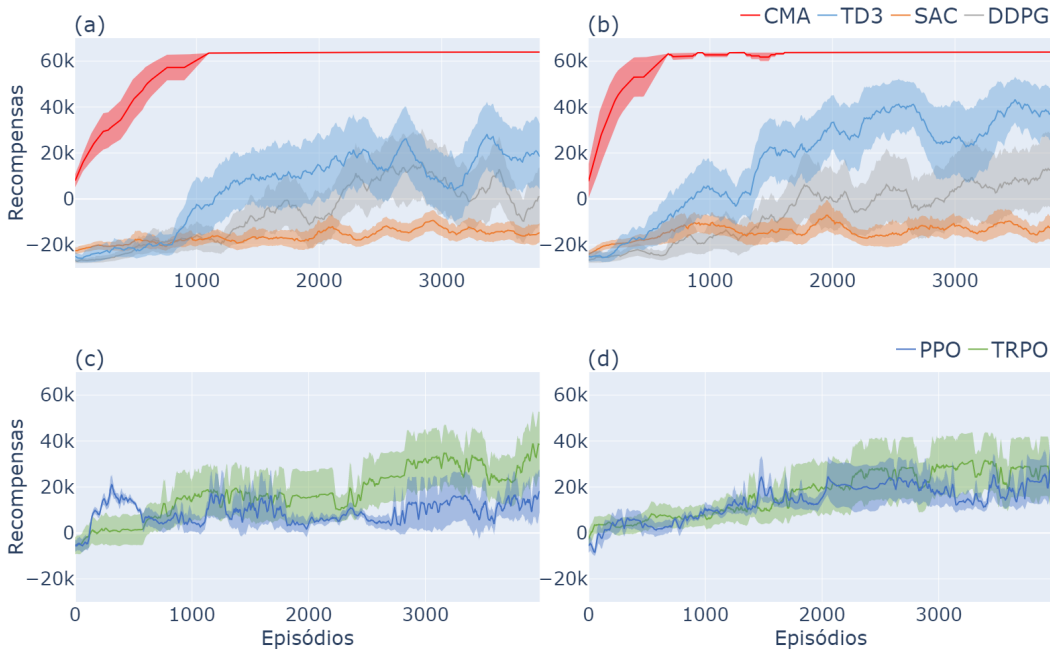 (a)
(b)
CMA TD3 SAC DDPG
Recompensas
60k
40k
20k
0
−20k
1000 2000 3000
60k
40k
20k
0
−20k
1000 2000 3000
(c)
(d)
PPO TRPO
Recompensas
60k
40k
20k
0
−20k
0 1000 2000 3000
Episódios
60k
40k
20k
0
−20k
0 1000 2000 3000
Episódios